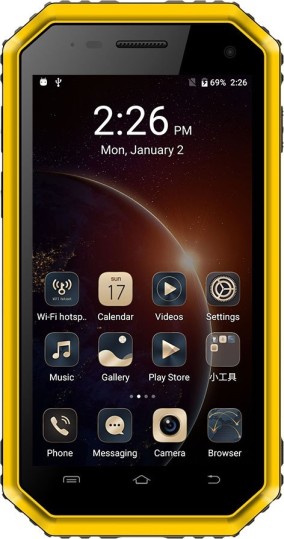 69% 2:26
2:26 PM
Mon, January 2
sun
17
Wi-Fi hotsp.. Calendar Videos Settings
Music Gallery Play Store 小工具
Phone Messaging Camera Browser